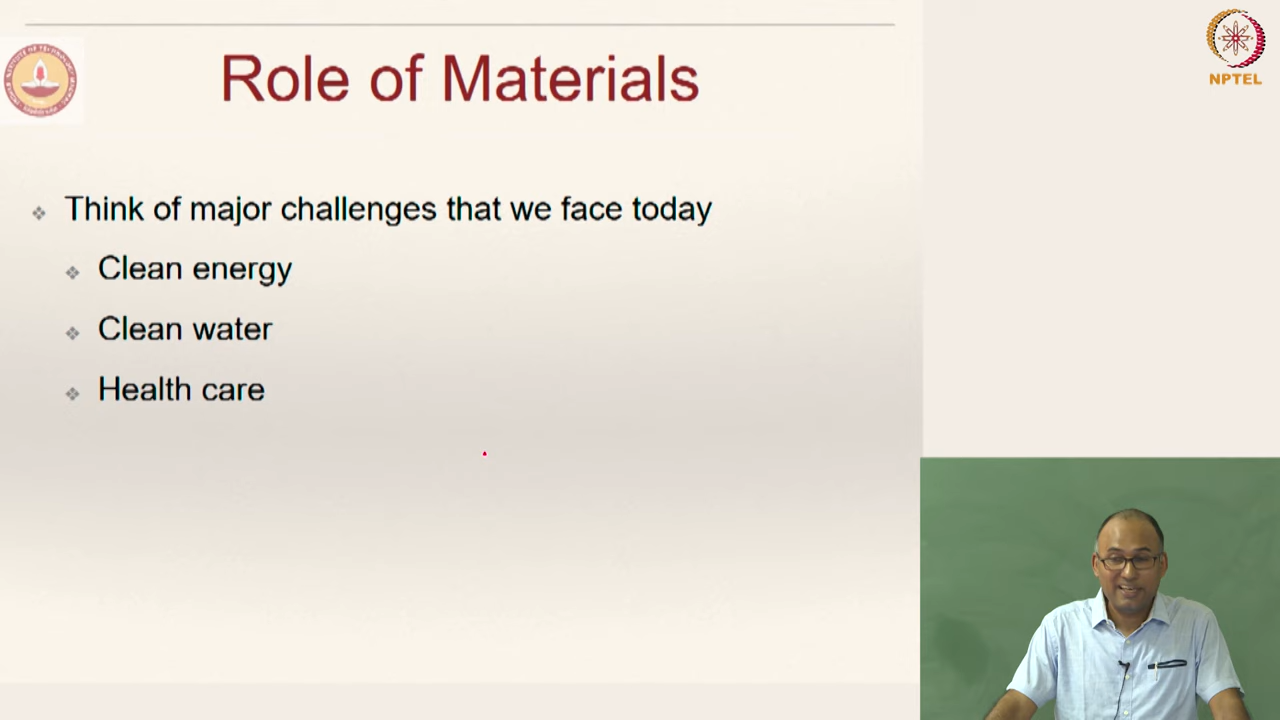 Role of Materials
NPTEL
Think of major challenges that we face today
Clean energy
Clean water
Health care